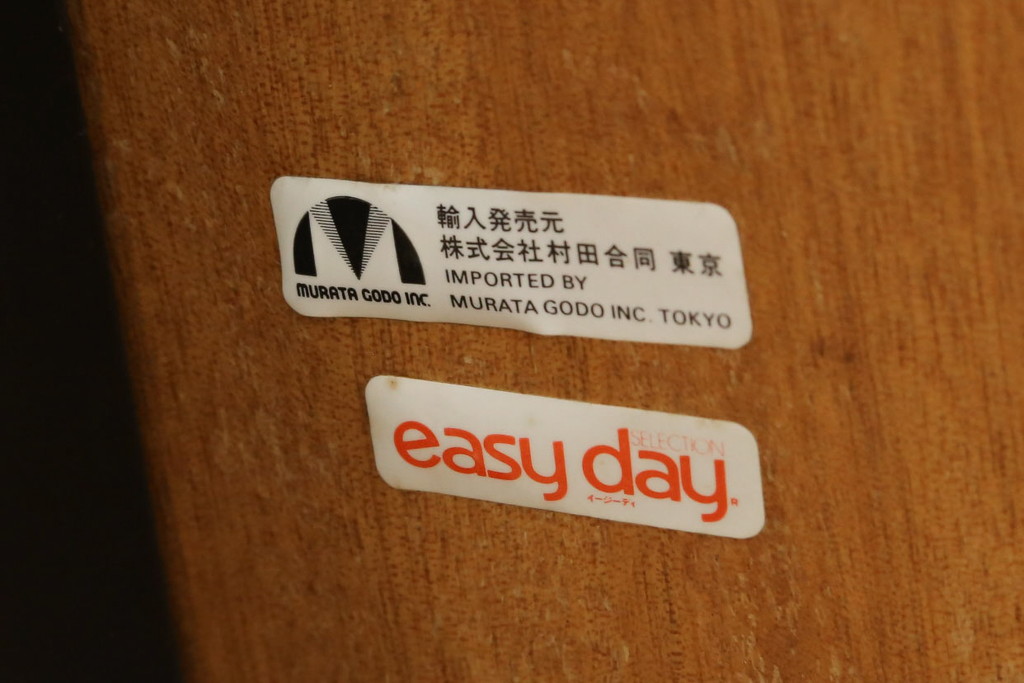 MURATA GODO INC.
輸入発売元
株式会社村田合同 東京
IMPORTED BY
MURATA GODO INC. TOKYO
SELECTION
easy day R
イージーディ